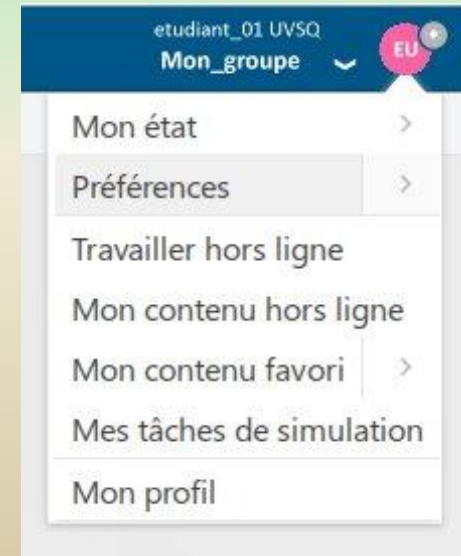 etudiant_01 UVSQ
Mon_groupe
EU
Mon état
Préférences
Travailler hors ligne
Mon contenu hors ligne
Mon contenu favori
Mes tâches de simulation
Mon profil